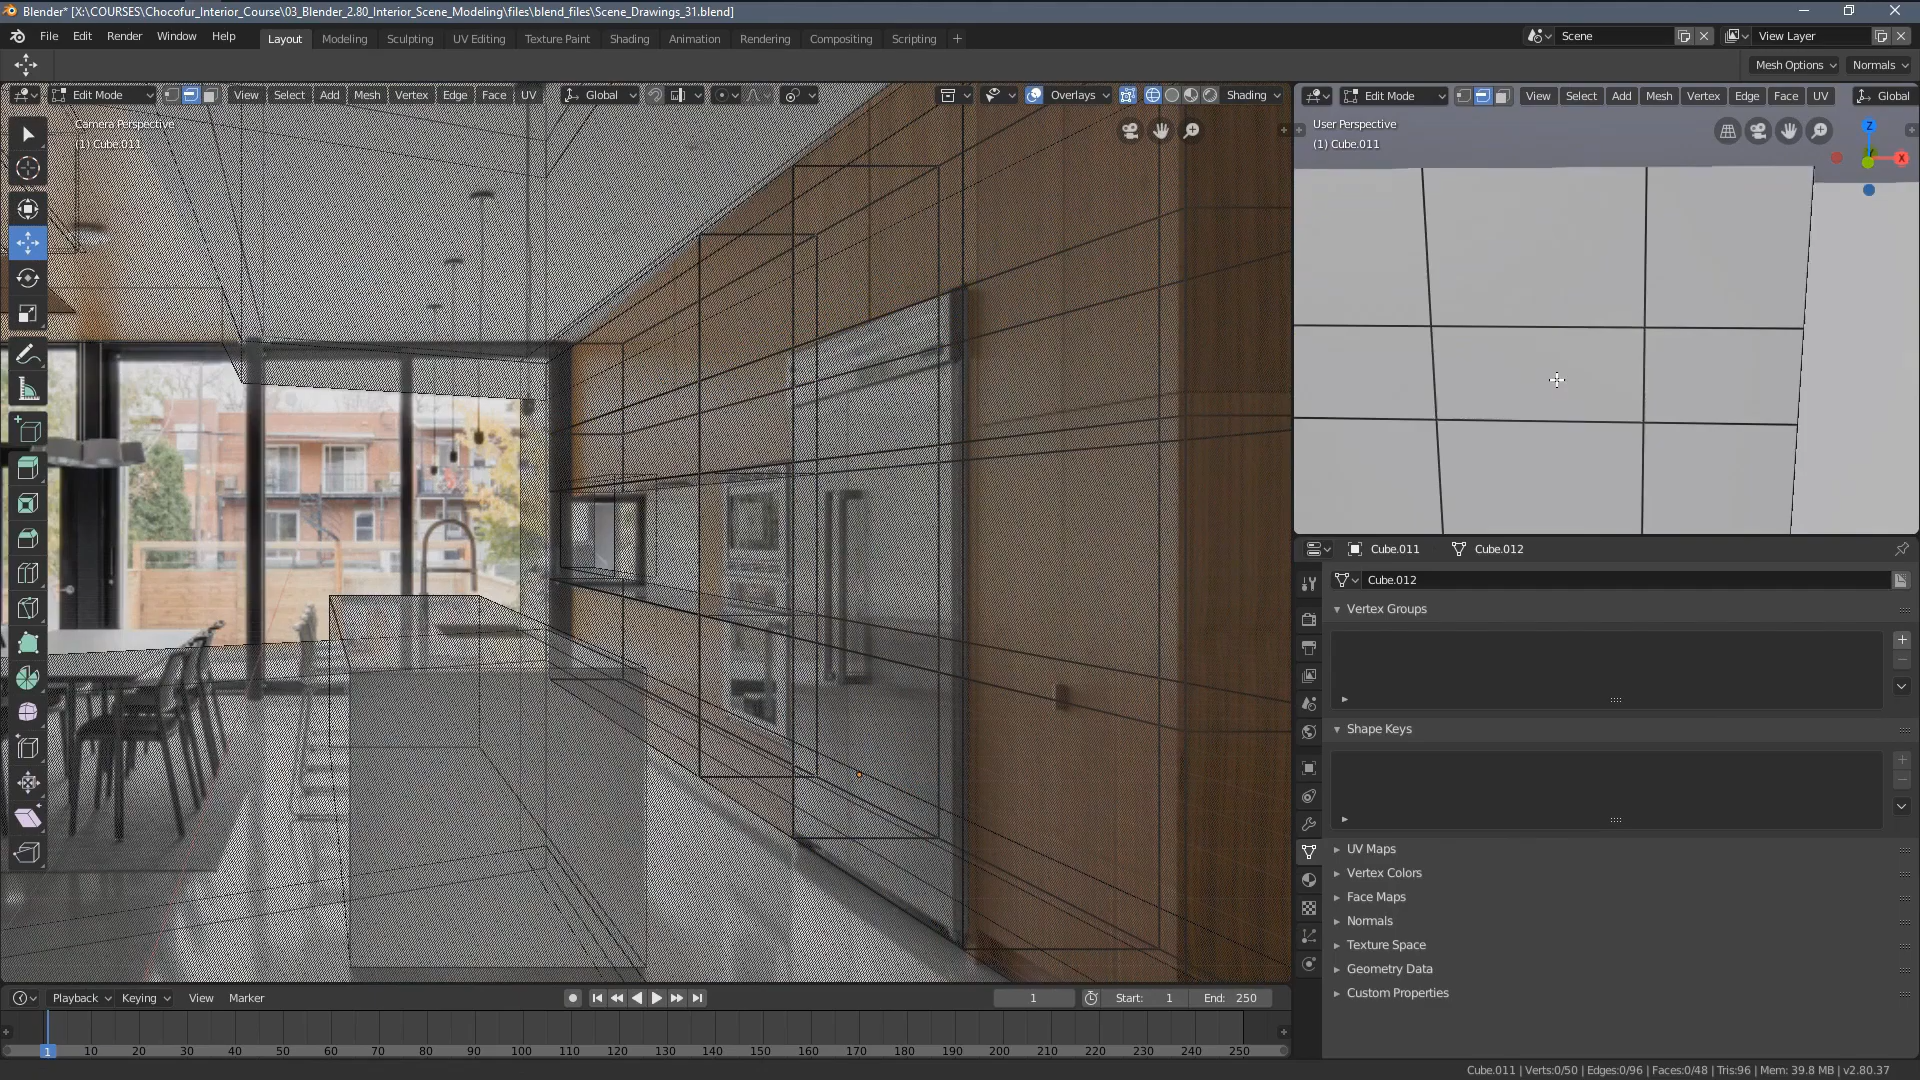 Blender* [X:\COURSES\Chocofur_Interior_Course\03_Blender_2.80_Interior_Scene_Modeling\files\blend_files\Scene_Drawings_31.blend]
File Edit Render Window Help Layout Modeling Sculpting UV Editing Texture Paint Shading Animation Rendering Compositing Scripting + Scene View Layer
Mesh Options Normals
Edit Mode View Select Add Mesh Vertex Edge Face UV Global Overlays Shading
Edit Mode View Select Add Mesh Vertex Edge Face UV Global
Camera Perspective
(1) Cube.011
User Perspective
(1) Cube.011
Z
Y
X
Cube.011 Cube.012
Cube.012
Vertex Groups
Shape Keys
UV Maps
Vertex Colors
Face Maps
Normals
Texture Space
Geometry Data
Custom Properties
Playback Keying View Marker 1 Start: 1 End: 250
1 10 20 30 40 50 60 70 80 90 100 110 120 130 140 150 160 170 180 190 200 210 220 230 240 250
Cube.011 | Verts:0/50 | Edges:0/96 | Faces:0/48 | Tris:96 | Mem: 39.8 MB | v2.80.37